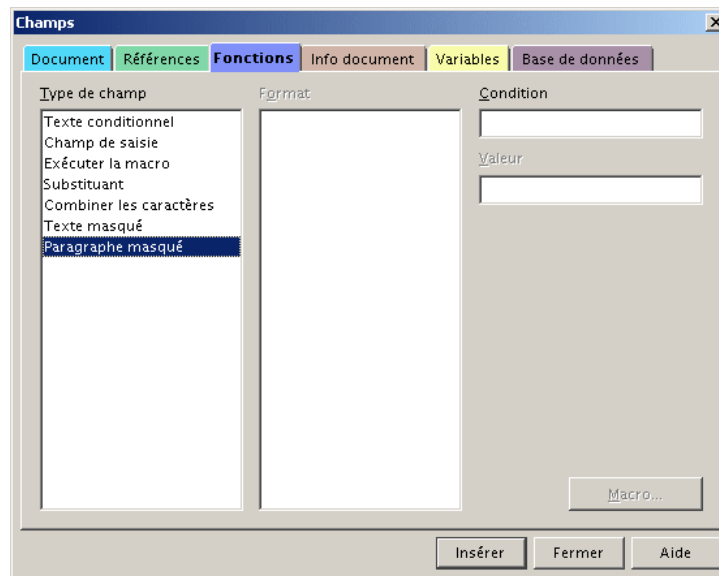 Champs
Document Références Fonctions Info document Variables Base de données
Type de champ Format Condition
Texte conditionnel
Champ de saisie
Exécuter la macro
Valeur
Substituant
Combiner les caractères
Texte masqué
Paragraphe masqué
Macro...
Insérer Fermer Aide